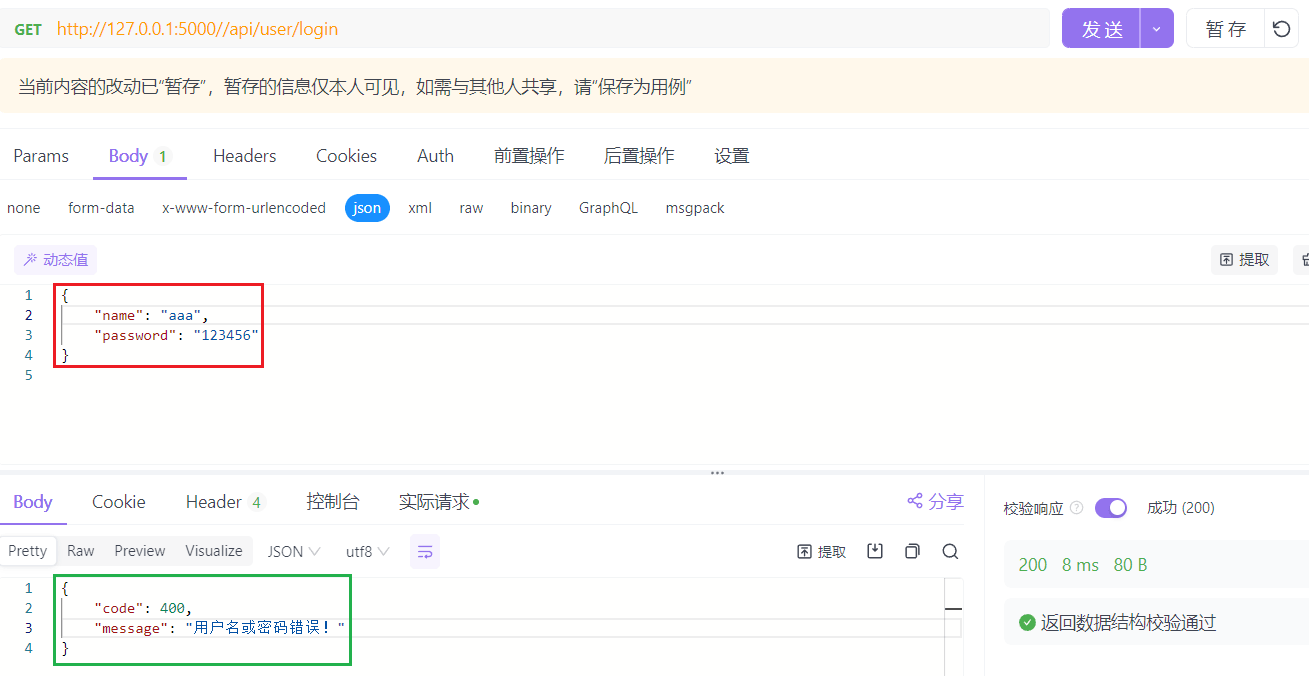 GET http://127.0.0.1:5000//api/user/login 发送 暂存
当前内容的改动已“暂存”，暂存的信息仅本人可见，如需与其他人共享，请“保存为用例”
Params Body 1 Headers Cookies Auth 前置操作 后置操作 设置
none form-data x-www-form-urlencoded json xml raw binary GraphQL msgpack
动态值 提取
1 {
2 "name": "aaa",
3 "password": "123456"
4 }
5
Body Cookie Header 4 控制台 实际请求 分享
Pretty Raw Preview Visualize JSON utf8 提取
1 {
2 "code": 400,
3 "message": "用户名或密码错误！"
4 }
校验响应 ? 成功 (200)
200 8 ms 80 B
返回数据结构校验通过